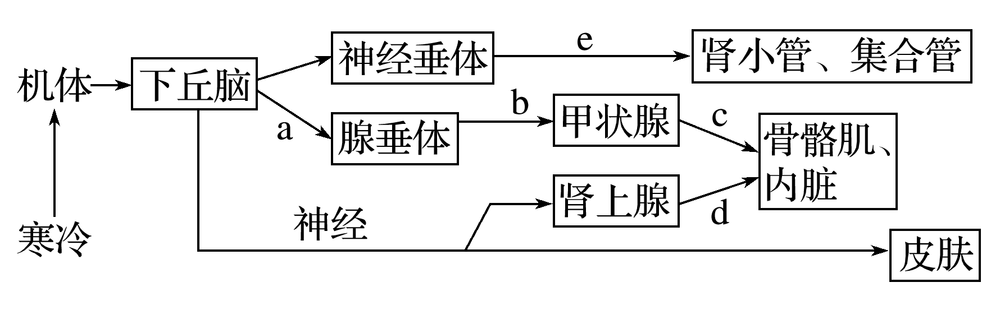 神经垂体
e
肾小管、集合管
机体
下丘脑
a
腺垂体
b
甲状腺
c
骨骼肌、
内脏
肾上腺
d
神经
寒冷
皮肤